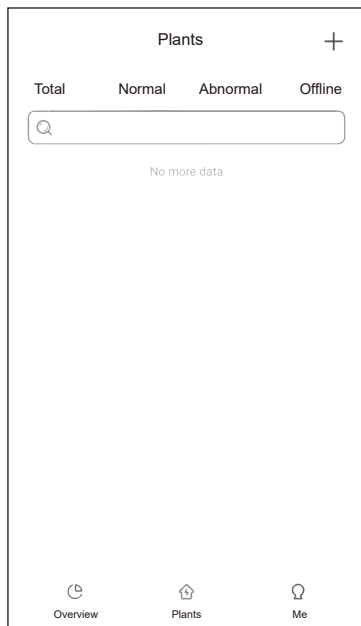 Plants
Total Normal Abnormal Offline
No more data
Overview Plants Me